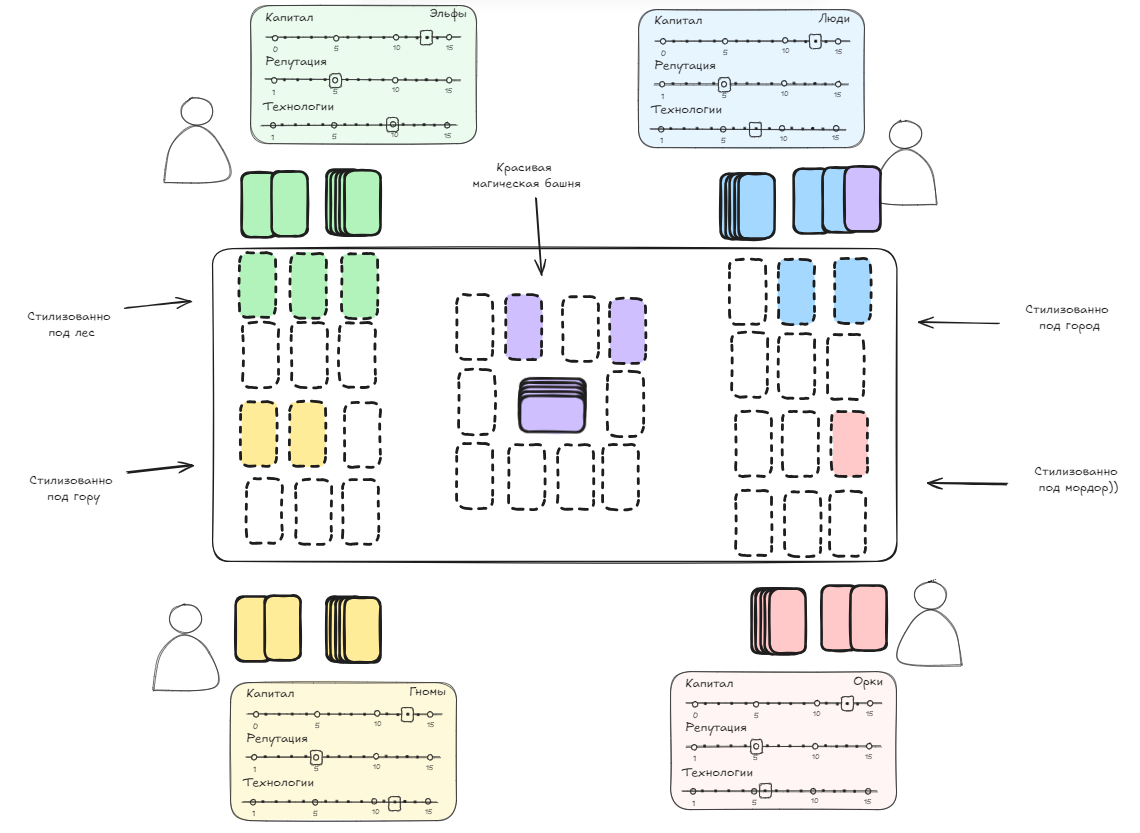 Капитал
Эльфы
0 5 10 15
Репутация
1 5 10 15
Технологии
1 5 10 15
Капитал
Люди
0 5 10 15
Репутация
1 5 10 15
Технологии
1 5 10 15
Красивая
магическая башня
Стилизованно
под лес
Стилизованно
под город
Стилизованно
под гору
Стилизованно
под мордор))
Капитал
Гномы
0 5 10 15
Репутация
1 5 10 15
Технологии
1 5 10 15
Капитал
Орки
0 5 10 15
Репутация
1 5 10 15
Технологии
1 5 10 15